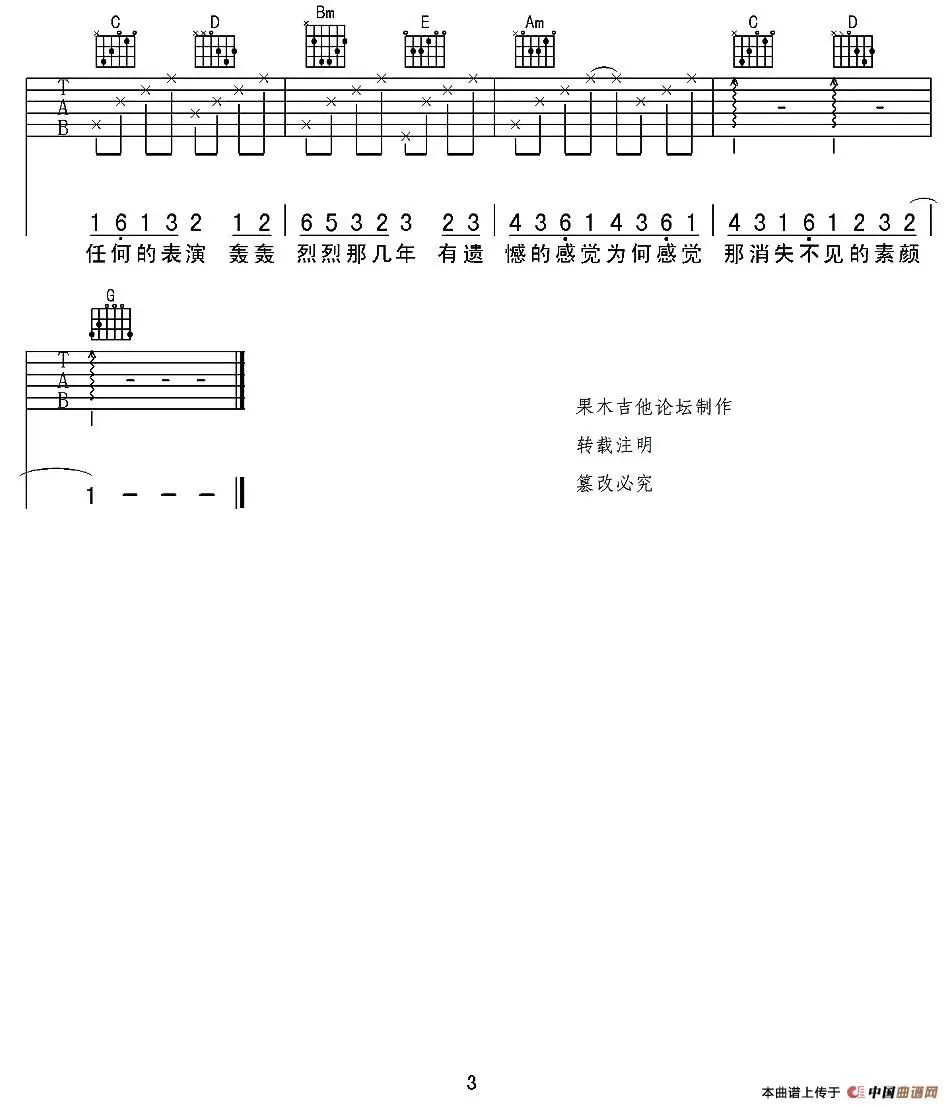 C D Bm E Am C D
T
A
B
1 6 1 3 2 1 2 6 5 3 2 3 2 3 4 3 6 1 4 3 6 1 4 3 1 6 1 2 3 2
任何的表演 轰轰 烈烈那几年 有遗 憾的感觉为何感觉 那消失不见的素颜
G
T
A
B
1 - - -
果木吉他论坛制作
转载注明
篡改必究
3
本曲谱上传于 中国曲谱网